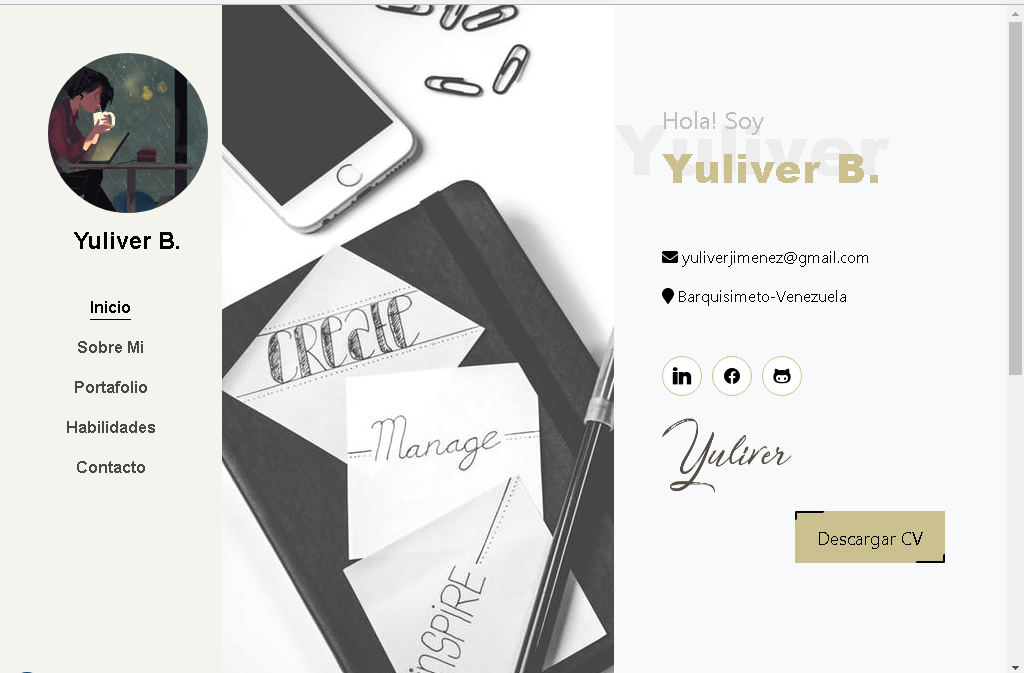 Yuliver B.
Inicio
Sobre Mi
Portafolio
Habilidades
Contacto
CREATE
Manage
INSPIRE
Hola! Soy
Yuliver
Yuliver B.
yuliverjimenez@gmail.com
Barquisimeto-Venezuela
in
Yuliver
Descargar CV